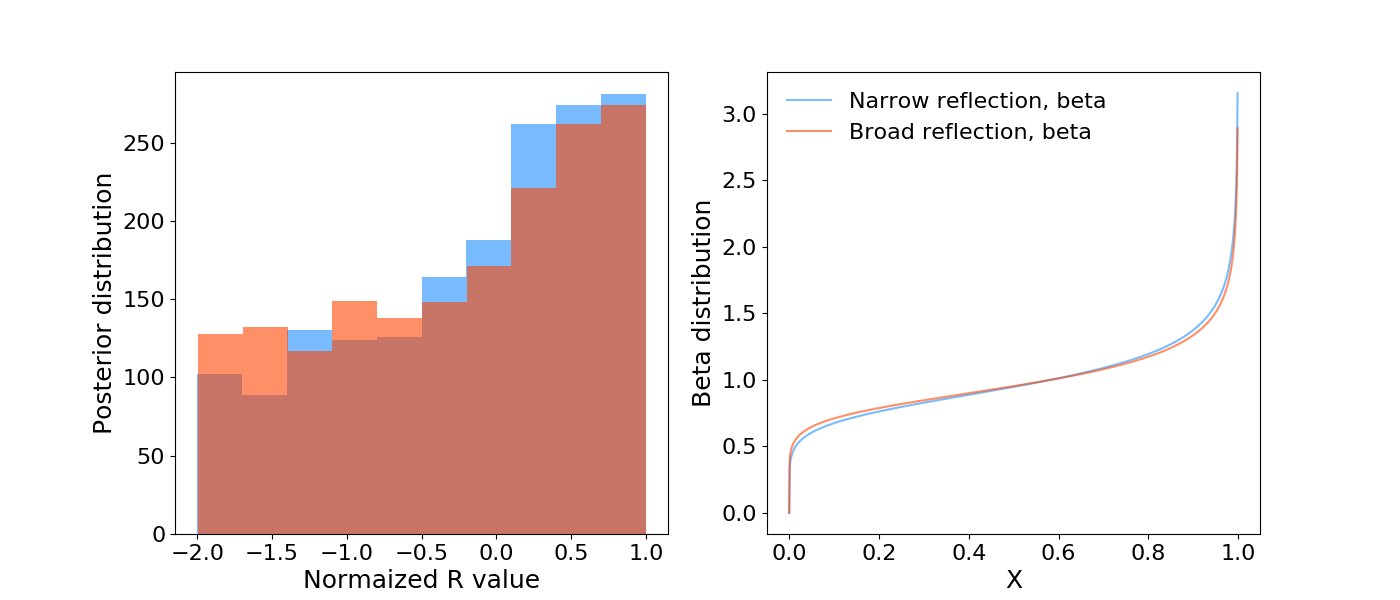 Posterior distribution
250
200
150
100
50
0
−2.0 −1.5 −1.0 −0.5 0.0 0.5 1.0
Normaized R value
Beta distribution
3.0
2.5
2.0
1.5
1.0
0.5
0.0
Narrow reflection, beta
Broad reflection, beta
0.0 0.2 0.4 0.6 0.8 1.0
X